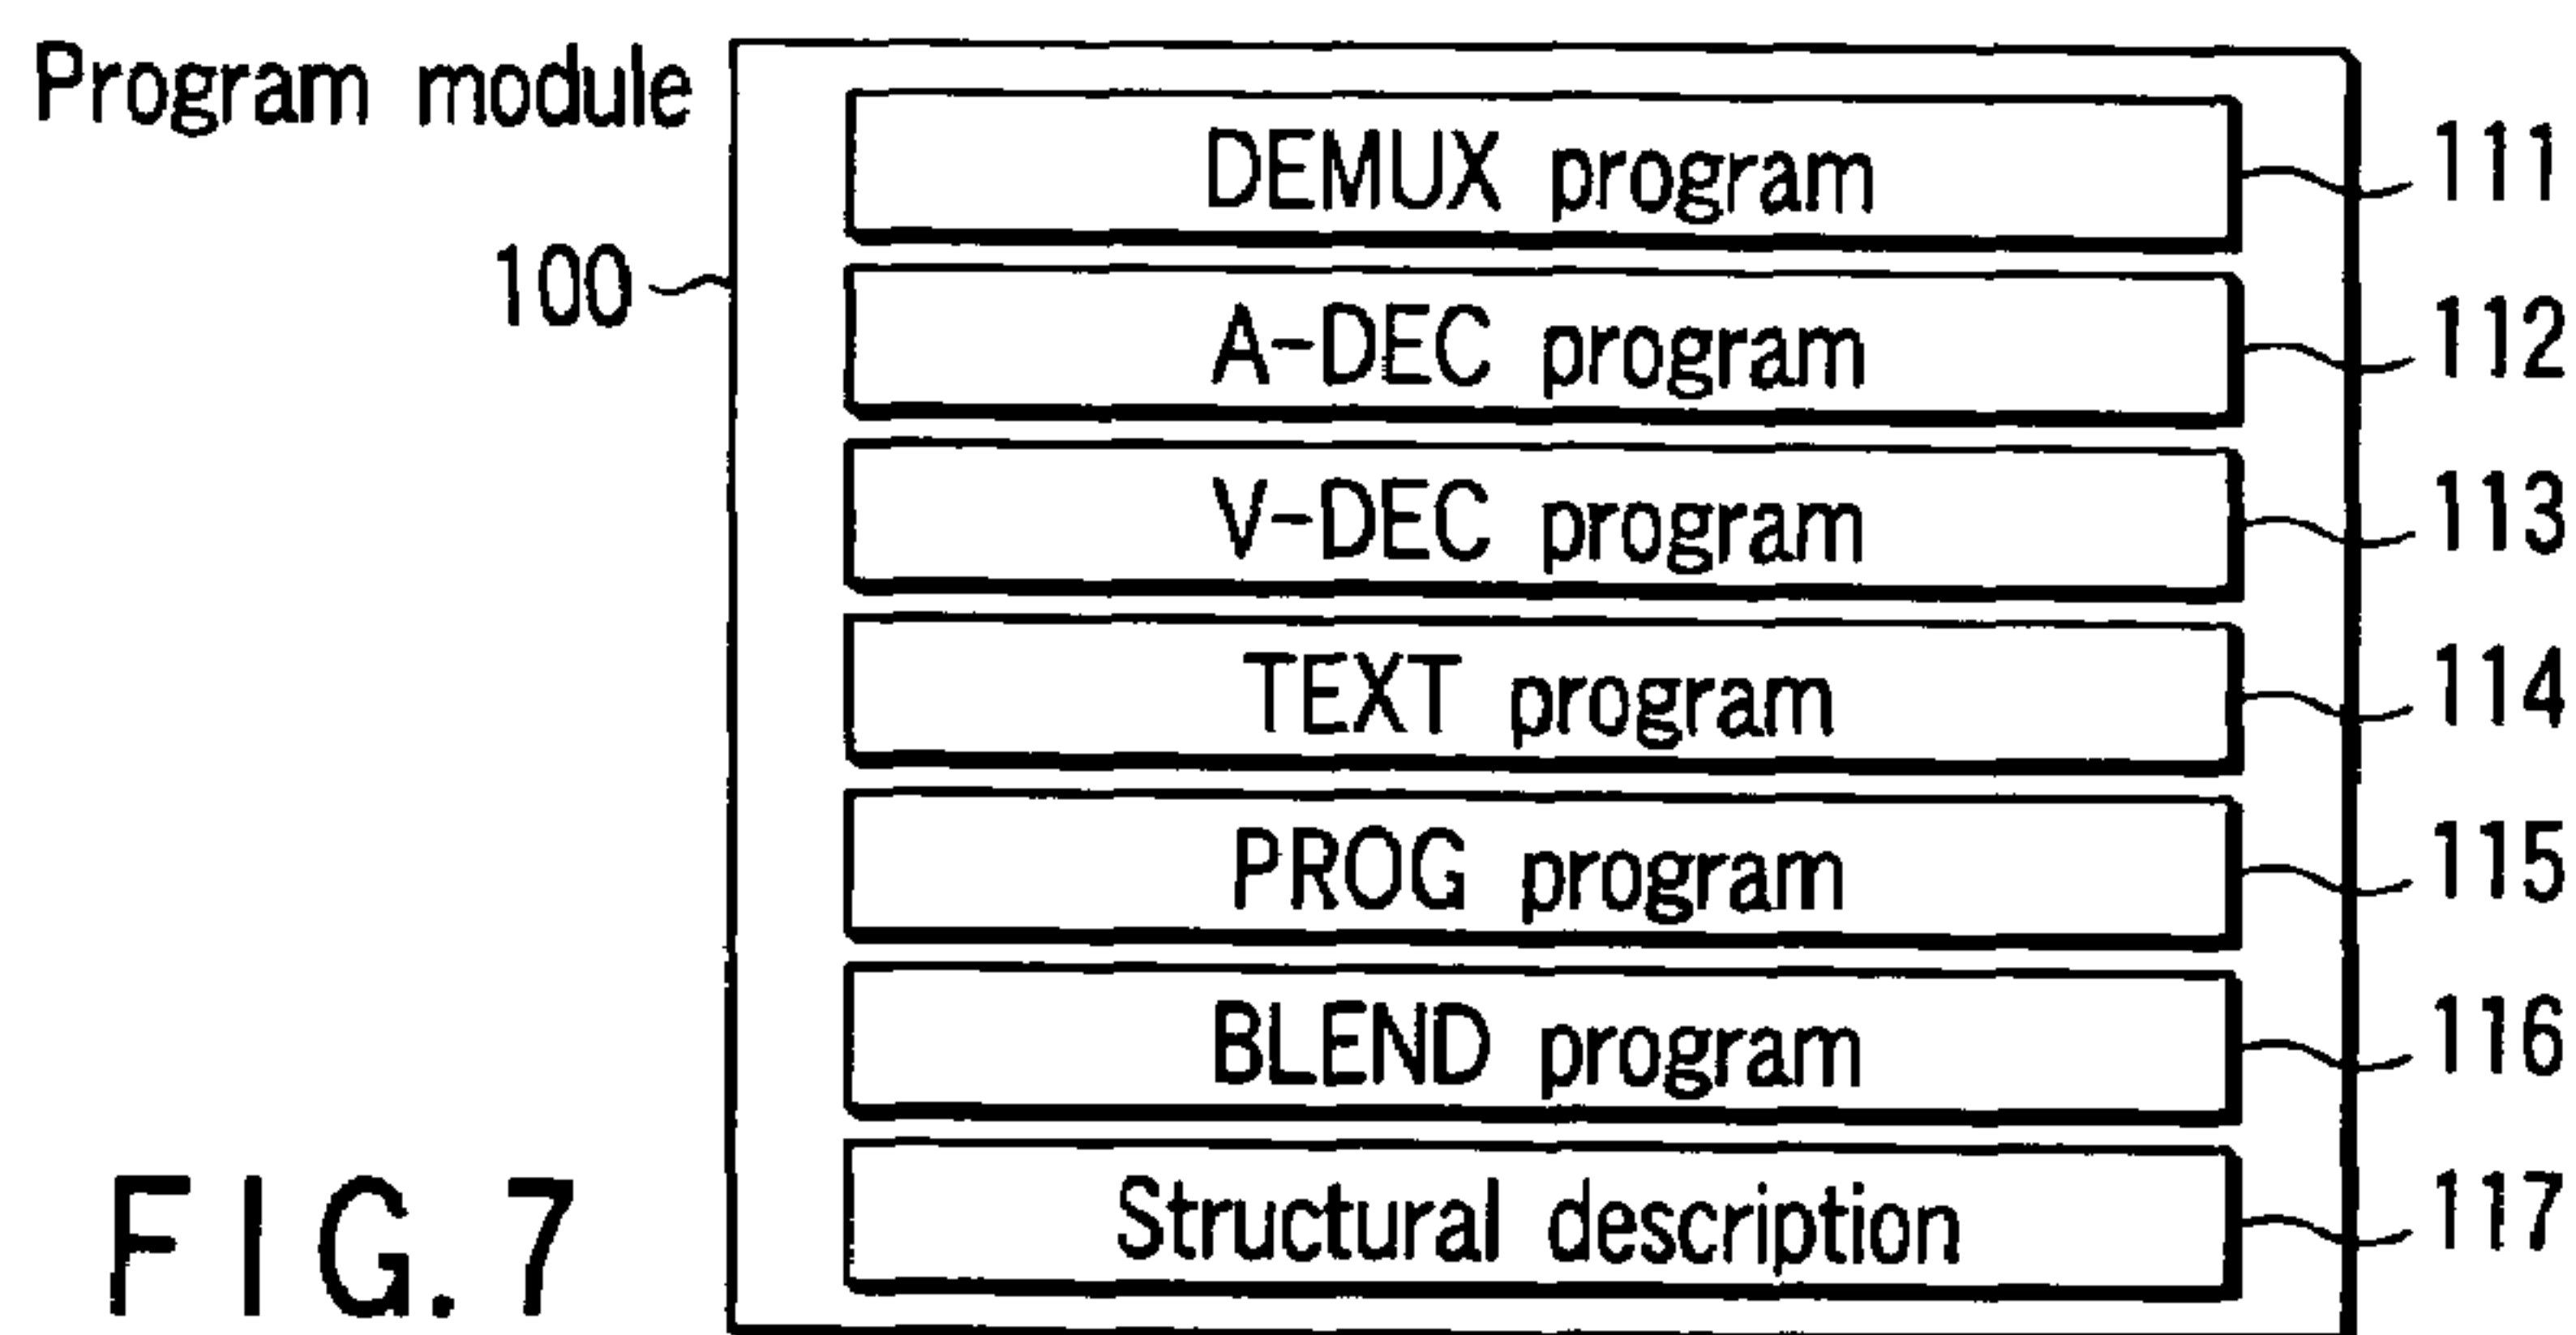 Program module
100
DEMUX program 111
A-DEC program 112
V-DEC program 113
TEXT program 114
PROG program 115
BLEND program 116
Structural description 117
FIG.7